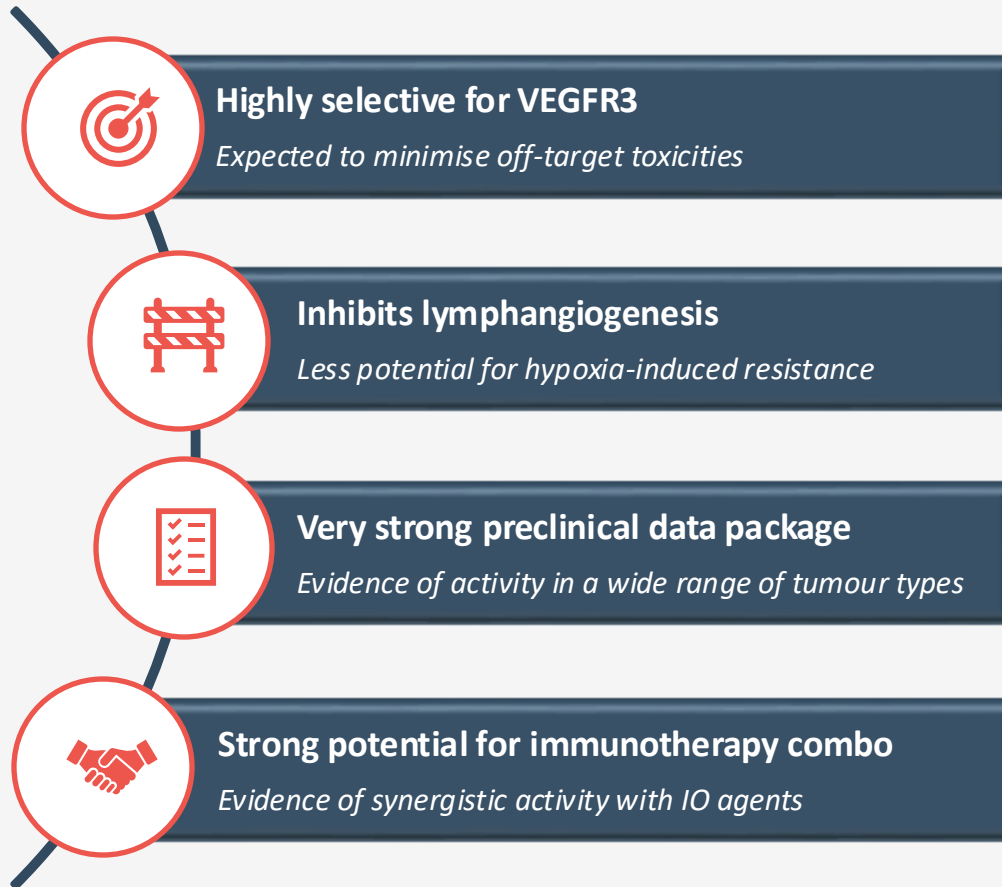 Highly selective for VEGFR3
Expected to minimise off-target toxicities
Inhibits lymphangiogenesis
Less potential for hypoxia-induced resistance
Very strong preclinical data package
Evidence of activity in a wide range of tumour types
Strong potential for immunotherapy combo
Evidence of synergistic activity with IO agents